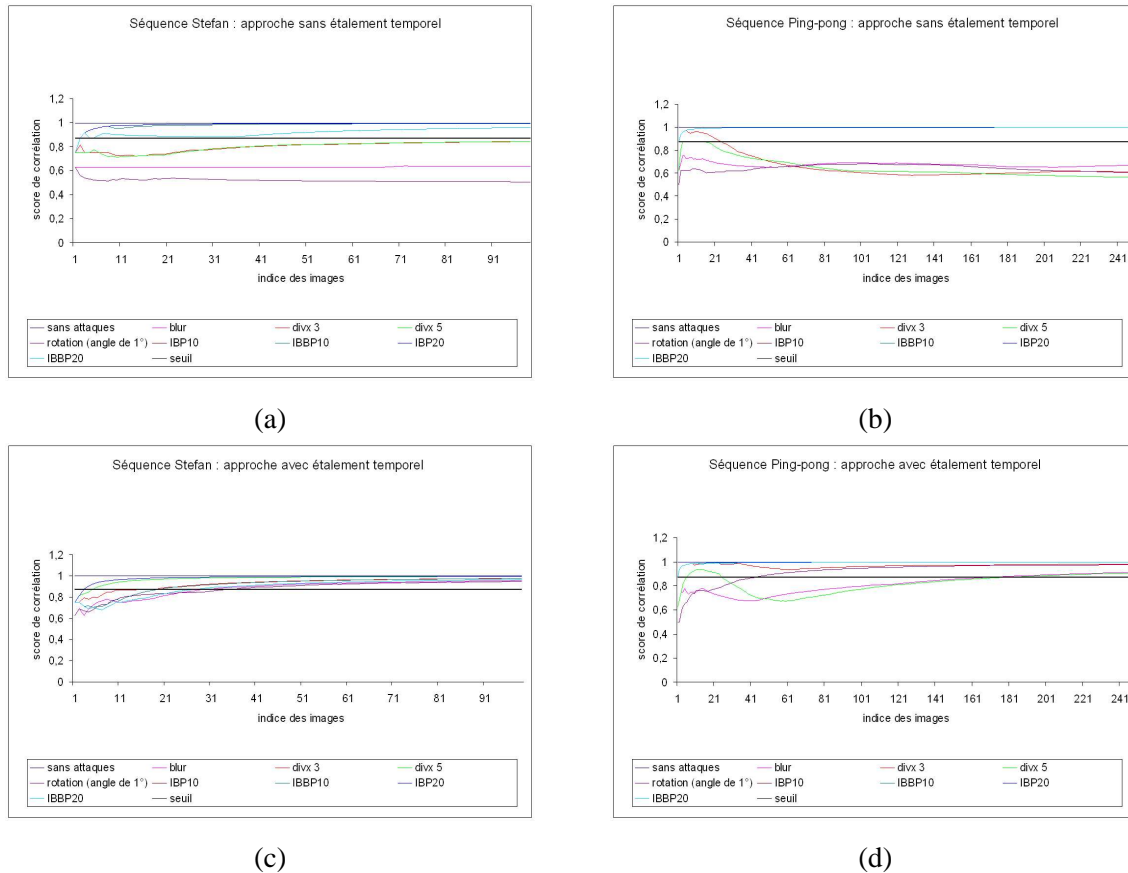 Séquence Stefan : approche sans étalement temporel
score de corrélation
1,2
1
0,8
0,6
0,4
0,2
0
1 11 21 31 41 51 61 71 81 91
indice des images
sans attaques blur divx 3 divx 5
rotation (angle de 1°) IBP10 IBBP10 IBP20
IBBP20 seuil
(a)
Séquence Ping-pong : approche sans étalement temporel
score de corrélation
1,2
1
0,8
0,6
0,4
0,2
0
1 21 41 61 81 101 121 141 161 181 201 221 241
indice des images
sans attaques blur divx 3 divx 5
rotation (angle de 1°) IBP10 IBBP10 IBP20
IBBP20 seuil
(b)
Séquence Stefan : approche avec étalement temporel
score de corrélation
1,2
1
0,8
0,6
0,4
0,2
0
1 11 21 31 41 51 61 71 81 91
indice des images
sans attaques blur divx 3 divx 5
rotation (angle de 1°) IBP10 IBBP10 IBP20
IBBP20 seuil
(c)
Séquence Ping-pong : approche avec étalement temporel
score de corrélation
1,2
1
0,8
0,6
0,4
0,2
0
1 21 41 61 81 101 121 141 161 181 201 221 241
indice des images
sans attaques blur divx 3 divx 5
rotation (angle de 1°) IBP10 IBBP10 IBP20
IBBP20 seuil
(d)